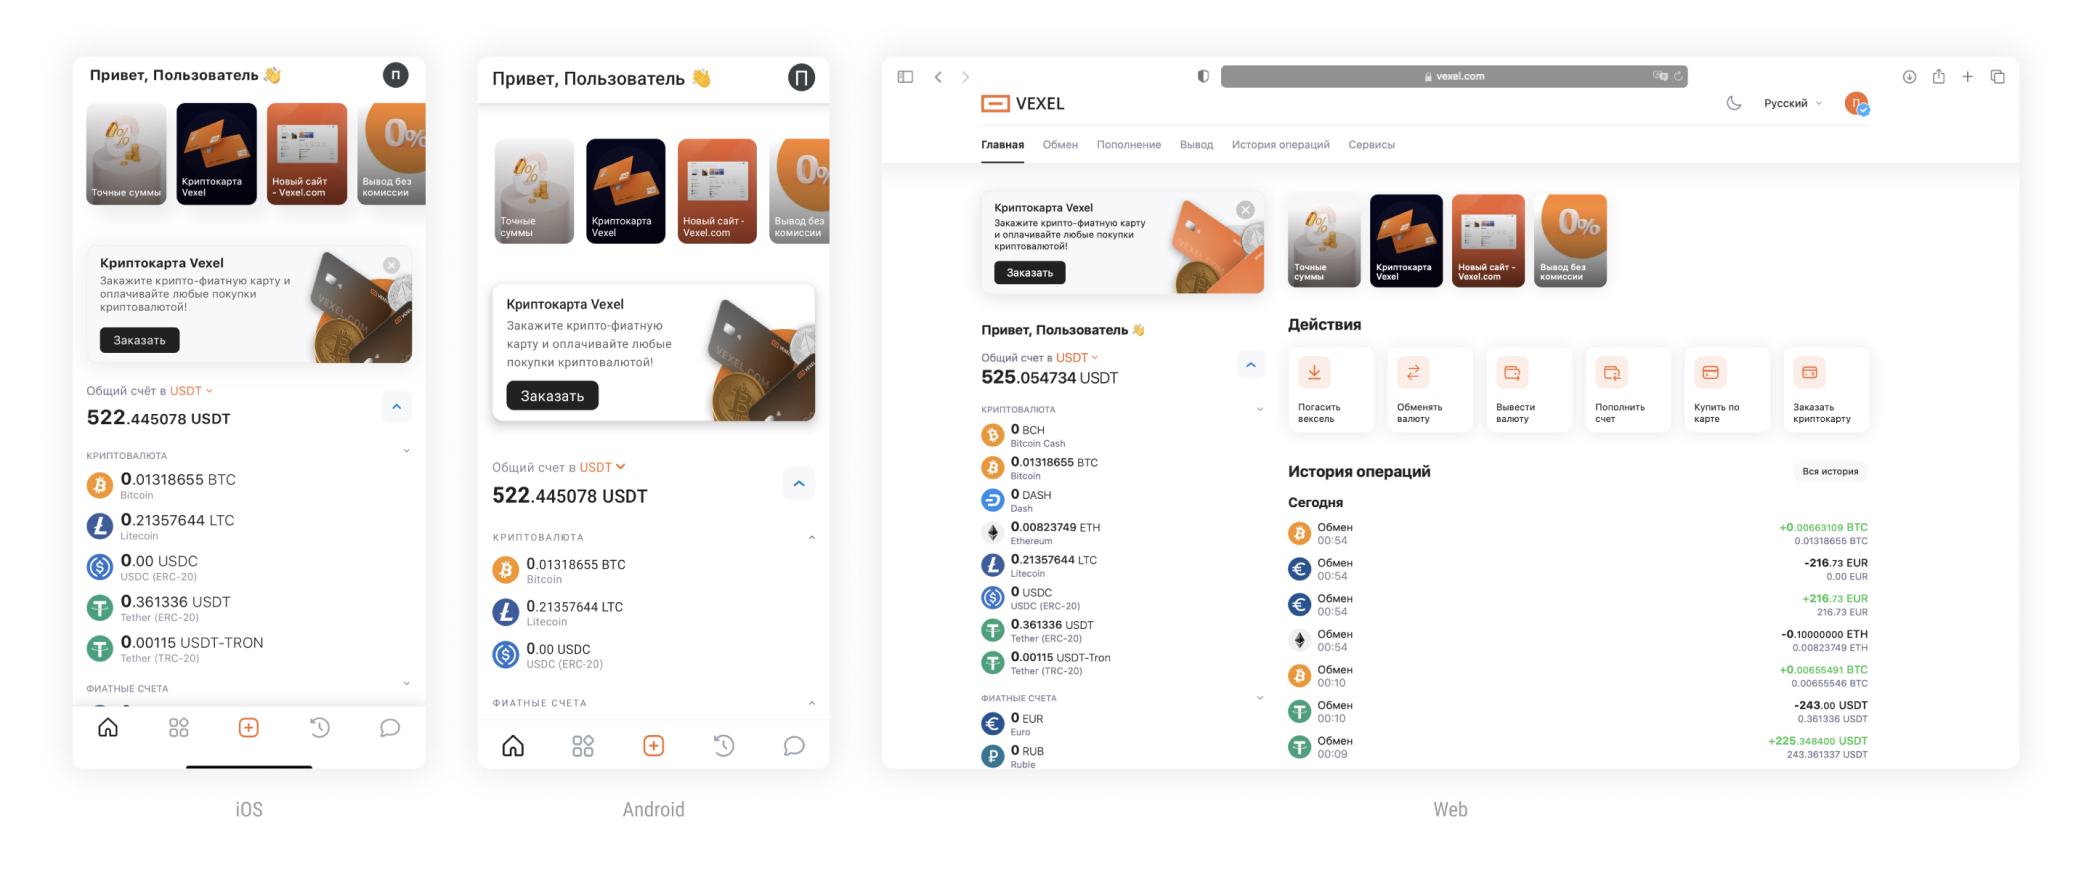 Привет, Пользователь 👋
П
Точные суммы
Криптокарта
Vexel
Новый сайт
- Vexel.com
0%
Вывод без
комиссии
Криптокарта Vexel
Закажите крипто-фиатную карту и
оплачивайте любые покупки
криптовалютой!
Заказать
Общий счёт в USDT
522.445078 USDT
КРИПТОВАЛЮТА
0.01318655 BTC
Bitcoin
0.21357644 LTC
Litecoin
0.00 USDC
USDC (ERC-20)
0.361336 USDT
Tether (ERC-20)
0.00115 USDT-TRON
Tether (TRC-20)
ФИАТНЫЕ СЧЕТА
iOS
Привет, Пользователь 👋
П
Точные
суммы
Криптокарта
Vexel
Новый сайт -
Vexel.com
0%
Вывод без
комиссии
Криптокарта Vexel
Закажите крипто-фиатную
карту и оплачивайте любые
покупки криптовалютой!
Заказать
VEXEL.COM
Общий счет в USDT
522.445078 USDT
КРИПТОВАЛЮТА
0.01318655 BTC
Bitcoin
0.21357644 LTC
Litecoin
0.00 USDC
USDC (ERC-20)
ФИАТНЫЕ СЧЕТА
Android
vexel.com
VEXEL
Русский
П
Главная Обмен Пополнение Вывод История операций Сервисы
Криптокарта Vexel
Закажите крипто-фиатную карту
и оплачивайте любые покупки
криптовалютой!
Заказать
Точные
суммы
Криптокарта
Vexel
Новый сайт -
Vexel.com
0%
Вывод без
комиссии
Привет, Пользователь 👋
Общий счет в USDT
525.054734 USDT
КРИПТОВАЛЮТА
0 BCH
Bitcoin Cash
0.01318655 BTC
Bitcoin
0 DASH
Dash
0.00823749 ETH
Ethereum
0.21357644 LTC
Litecoin
0 USDC
USDC (ERC-20)
0.361336 USDT
Tether (ERC-20)
0.00115 USDT-Tron
Tether (TRC-20)
ФИАТНЫЕ СЧЕТА
0 EUR
Euro
0 RUB
Ruble
Действия
Погасить
вексель
Обменять
валюту
Вывести
валюту
Пополнить
счет
Купить по
карте
Заказать
криптокарту
История операций
Вся история
Сегодня
Обмен +0.00663109 BTC
00:54 0.01318655 BTC
Обмен -216.73 EUR
00:54 0.00 EUR
Обмен +216.73 EUR
00:54 216.73 EUR
Обмен -0.10000000 ETH
00:54 0.00823749 ETH
Обмен +0.00655491 BTC
00:10 0.00655546 BTC
Обмен -243.00 USDT
00:10 0.361336 USDT
Обмен +225.348400 USDT
00:09 243.361337 USDT
Web